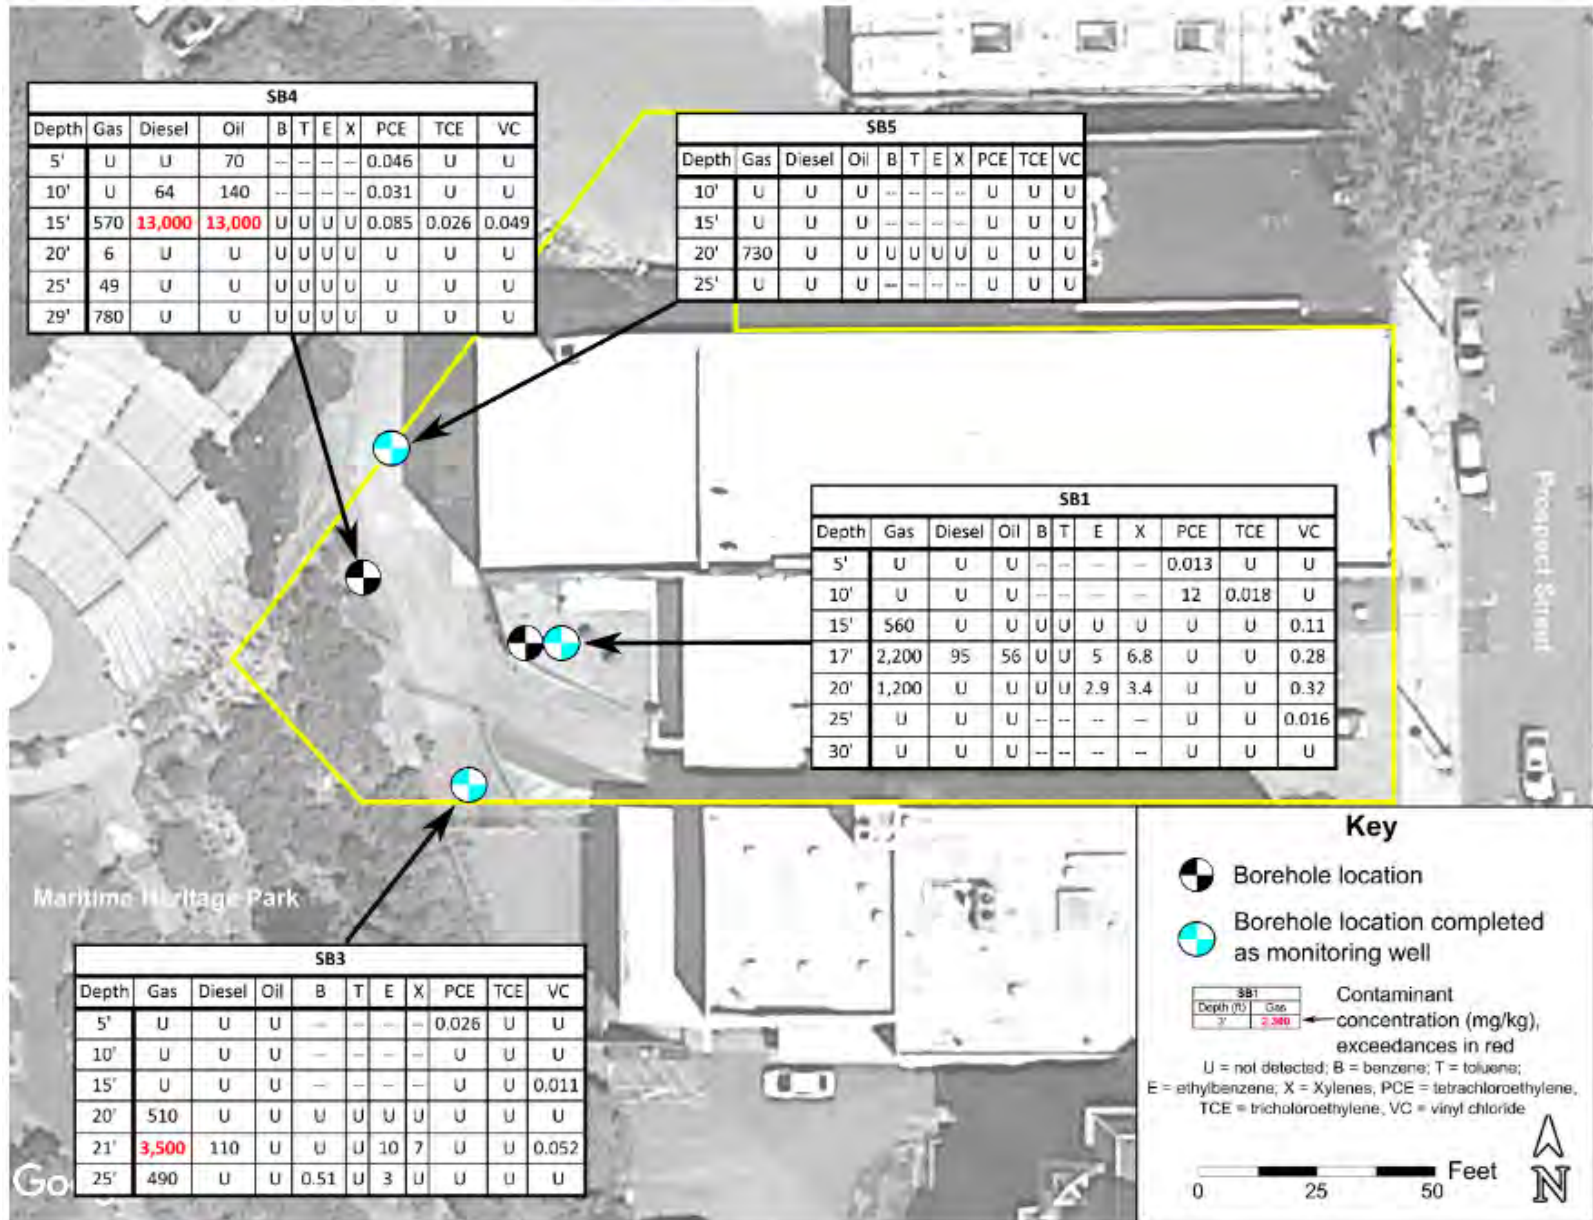 SB4
Depth Gas Diesel Oil B T E X PCE TCE VC
5' U U 70 -- -- -- -- 0.046 U U
10' U 64 140 -- -- -- -- 0.031 U U
15' 570 13,000 13,000 U U U U 0.085 0.026 0.049
20' 6 U U U U U U U U U
25' 49 U U U U U U U U U
29' 780 U U U U U U U U U
SB5
Depth Gas Diesel Oil B T E X PCE TCE VC
10' U U U -- -- -- -- U U U
15' U U U -- -- -- -- U U U
20' 730 U U U U U U U U U
25' U U U -- -- -- -- U U U
SB1
Depth Gas Diesel Oil B T E X PCE TCE VC
5' U U U -- -- -- -- 0.013 U U
10' U U U -- -- -- -- 12 0.018 U
15' 560 U U U U U U U U 0.11
17' 2,200 95 56 U U 5 6.8 U U 0.28
20' 1,200 U U U U 2.9 3.4 U U 0.32
25' U U U -- -- -- -- U U 0.016
30' U U U -- -- -- -- U U U
Prospect Street
Maritime Heritage Park
SB3
Depth Gas Diesel Oil B T E X PCE TCE VC
5' U U U -- -- -- -- 0.026 U U
10' U U U -- -- -- -- U U U
15' U U U -- -- -- -- U U 0.011
20' 510 U U U U U U U U U
21' 3,500 110 U U U 10 7 U U 0.052
25' 490 U U 0.51 U 3 U U U U
Key
Borehole location
Borehole location completed
as monitoring well
SB1
Depth (ft) Gas
3' 2,300
Contaminant
concentration (mg/kg),
exceedances in red
U = not detected; B = benzene; T = toluene;
E = ethylbenzene; X = Xylenes, PCE = tetrachloroethylene,
TCE = tricholoroethylene, VC = vinyl chloride
0 25 50 Feet
N